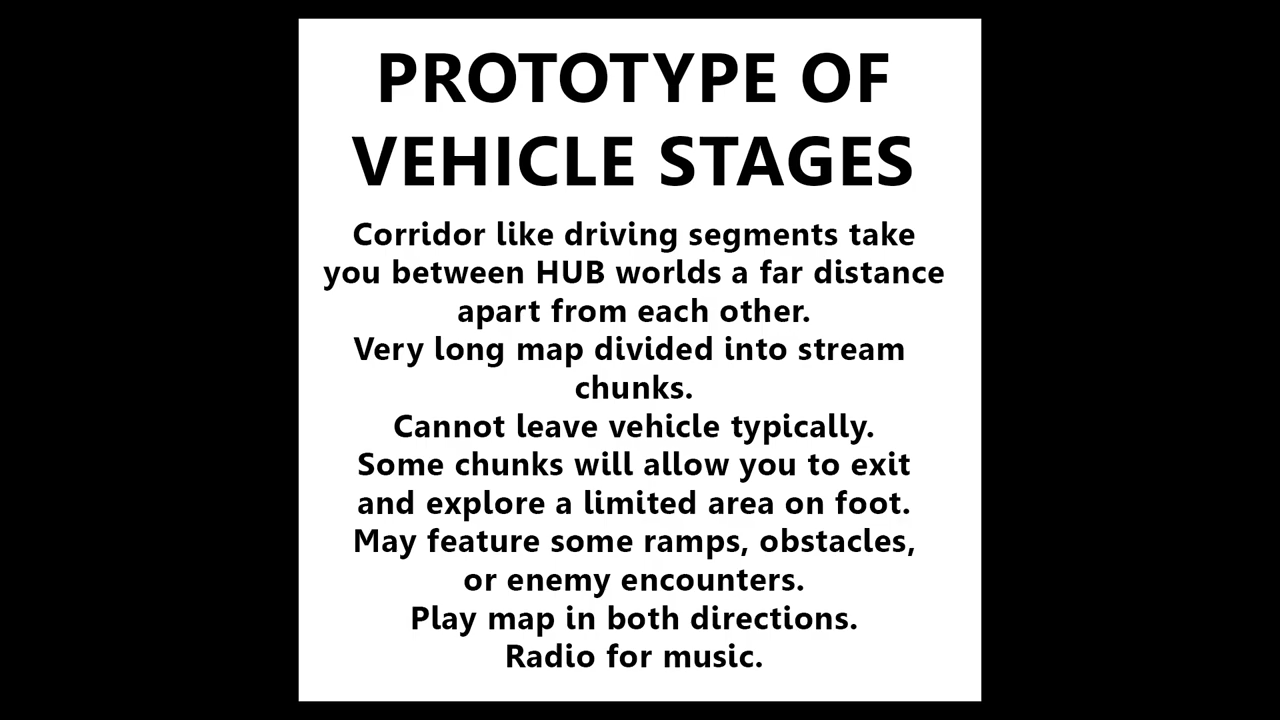 PROTOTYPE OF
VEHICLE STAGES
Corridor like driving segments take
you between HUB worlds a far distance
apart from each other.
Very long map divided into stream
chunks.
Cannot leave vehicle typically.
Some chunks will allow you to exit
and explore a limited area on foot.
May feature some ramps, obstacles,
or enemy encounters.
Play map in both directions.
Radio for music.